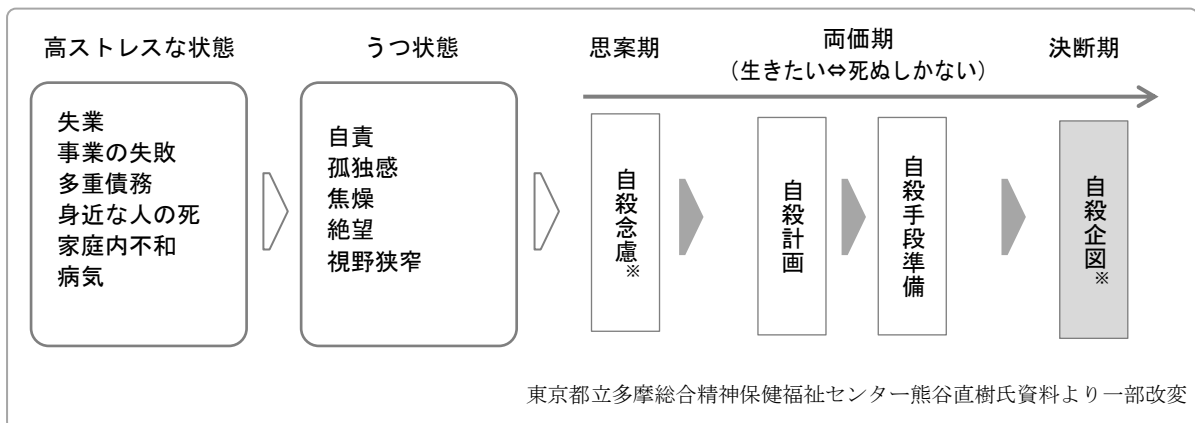 高ストレスな状態
失業
事業の失敗
多重債務
身近な人の死
家庭内不和
病気
うつ状態
自責
孤独感
焦燥
絶望
視野狭窄
思案期
両価期
（生きたい⇔死ぬしかない）
決断期
自殺念慮※
自殺計画
自殺手段準備
自殺企図※
東京都立多摩総合精神保健福祉センター熊谷直樹氏資料より一部改変